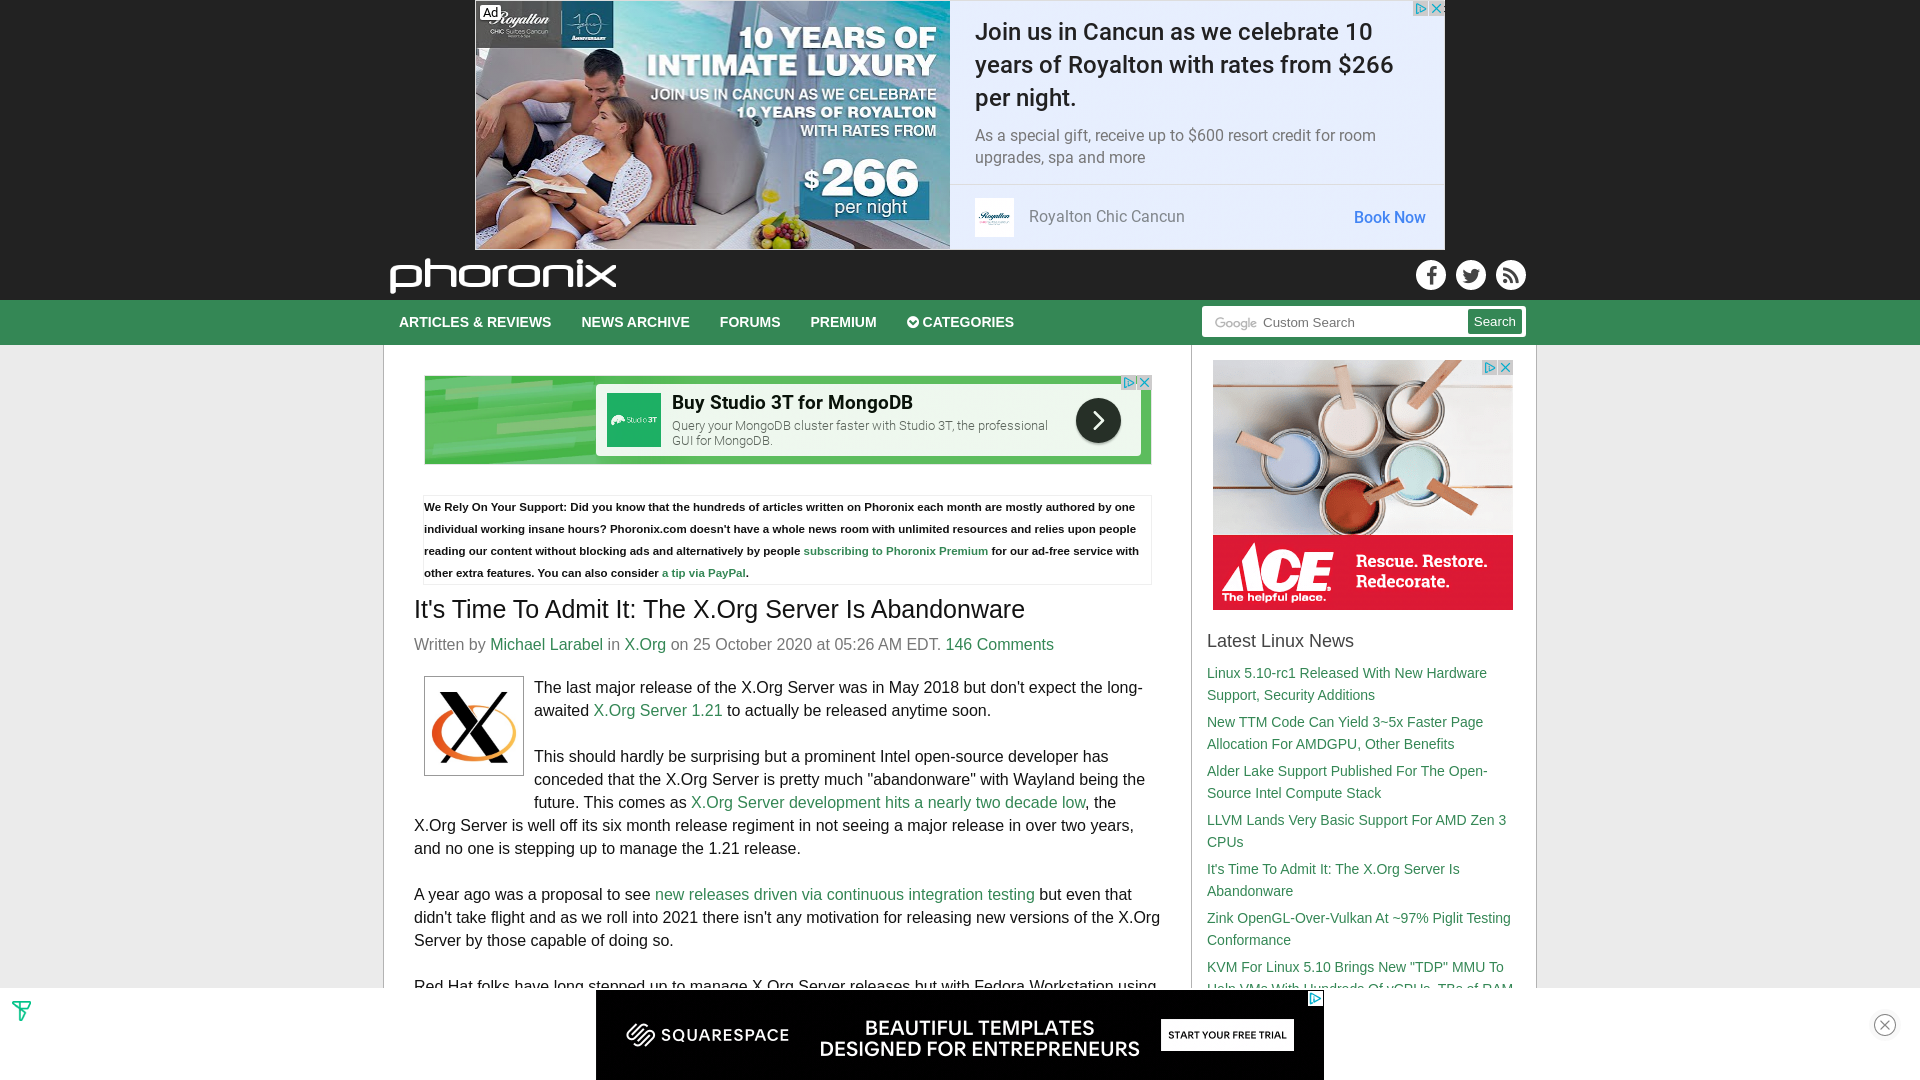 Ad
Royalton
CHIC Suites Cancun
10
ANNIVERSARY
10 YEARS OF
INTIMATE LUXURY
JOIN US IN CANCUN AS WE CELEBRATE
10 YEARS OF ROYALTON
WITH RATES FROM
$266
per night
Join us in Cancun as we celebrate 10
years of Royalton with rates from $266
per night.
As a special gift, receive up to $600 resort credit for room
upgrades, spa and more
Royalton
Royalton Chic Cancun
Book Now
phoronix
ARTICLES & REVIEWS NEWS ARCHIVE FORUMS PREMIUM CATEGORIES
Google Custom Search Search
Studio 3T
Buy Studio 3T for MongoDB
Query your MongoDB cluster faster with Studio 3T, the professional
GUI for MongoDB.
We Rely On Your Support: Did you know that the hundreds of articles written on Phoronix each month are mostly authored by one
individual working insane hours? Phoronix.com doesn't have a whole news room with unlimited resources and relies upon people
reading our content without blocking ads and alternatively by people subscribing to Phoronix Premium for our ad-free service with
other extra features. You can also consider a tip via PayPal.
It's Time To Admit It: The X.Org Server Is Abandonware
Written by Michael Larabel in X.Org on 25 October 2020 at 05:26 AM EDT. 146 Comments
The last major release of the X.Org Server was in May 2018 but don't expect the long-
awaited X.Org Server 1.21 to actually be released anytime soon.
This should hardly be surprising but a prominent Intel open-source developer has
conceded that the X.Org Server is pretty much "abandonware" with Wayland being the
future. This comes as X.Org Server development hits a nearly two decade low, the
X.Org Server is well off its six month release regiment in not seeing a major release in over two years,
and no one is stepping up to manage the 1.21 release.
A year ago was a proposal to see new releases driven via continuous integration testing but even that
didn't take flight and as we roll into 2021 there isn't any motivation for releasing new versions of the X.Org
Server by those capable of doing so.
Red Hat folks have long stepped up to manage X.Org Server releases but with Fedora Workstation using
ACE
The helpful place.
Rescue. Restore.
Redecorate.
Latest Linux News
Linux 5.10-rc1 Released With New Hardware
Support, Security Additions
New TTM Code Can Yield 3~5x Faster Page
Allocation For AMDGPU, Other Benefits
Alder Lake Support Published For The Open-
Source Intel Compute Stack
LLVM Lands Very Basic Support For AMD Zen 3
CPUs
It's Time To Admit It: The X.Org Server Is
Abandonware
Zink OpenGL-Over-Vulkan At ~97% Piglit Testing
Conformance
KVM For Linux 5.10 Brings New "TDP" MMU To
Help VMs With Hundreds Of vCPUs, TBs of RAM
SQUARESPACE
BEAUTIFUL TEMPLATES
DESIGNED FOR ENTREPRENEURS
START YOUR FREE TRIAL